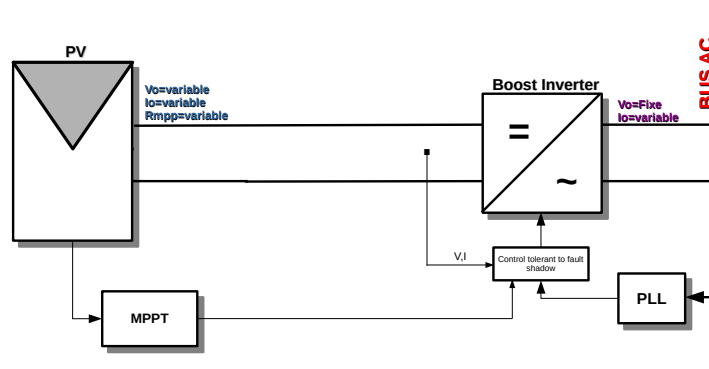 PV
Vo=variable
Io=variable
Rmpp=variable
Boost Inverter
=
~
Vo=Fixe
Io=variable
BUS AC
V,I
Control tolerant to fault
shadow
MPPT
PLL